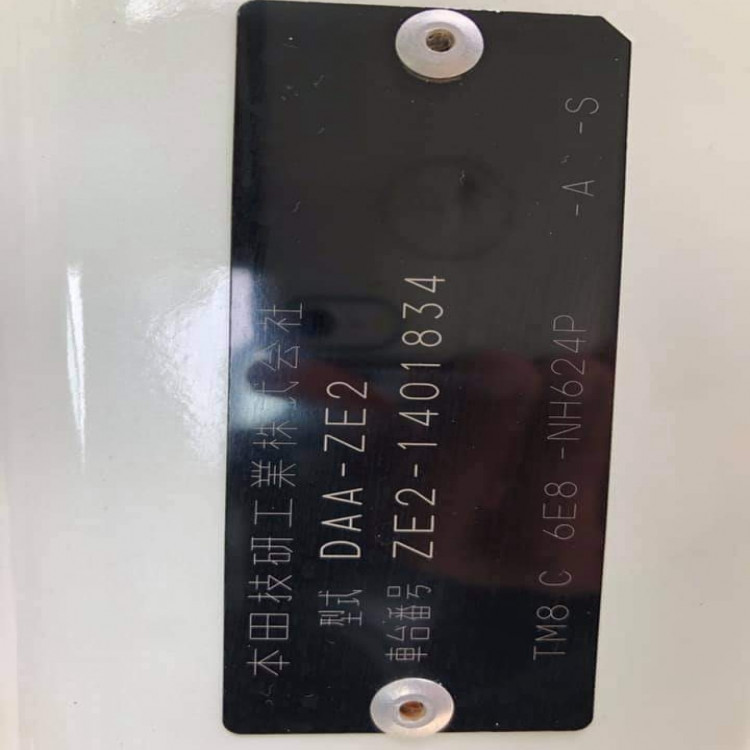 本田技研工業株式会社
型式 DAA-ZE2
車台番号 ZE2-1401834
TM8 C 6E8 -NH624P -A -S